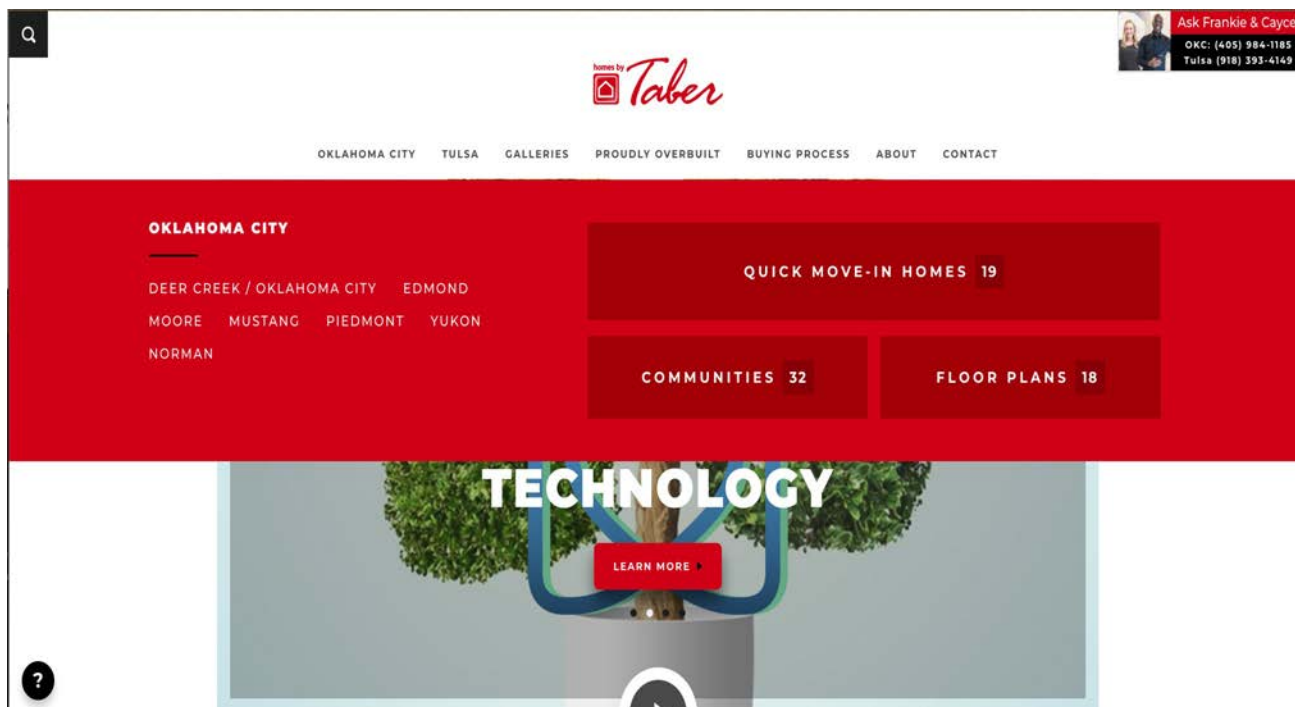 Ask Frankie & Cayce
OKC: (405) 984-1185
Tulsa (918) 393-4149
homes by
Taber
OKLAHOMA CITY TULSA GALLERIES PROUDLY OVERBUILT BUYING PROCESS ABOUT CONTACT
OKLAHOMA CITY
DEER CREEK / OKLAHOMA CITY EDMOND
MOORE MUSTANG PIEDMONT YUKON
NORMAN
QUICK MOVE-IN HOMES 19
COMMUNITIES 32
FLOOR PLANS 18
TECHNOLOGY
LEARN MORE
?